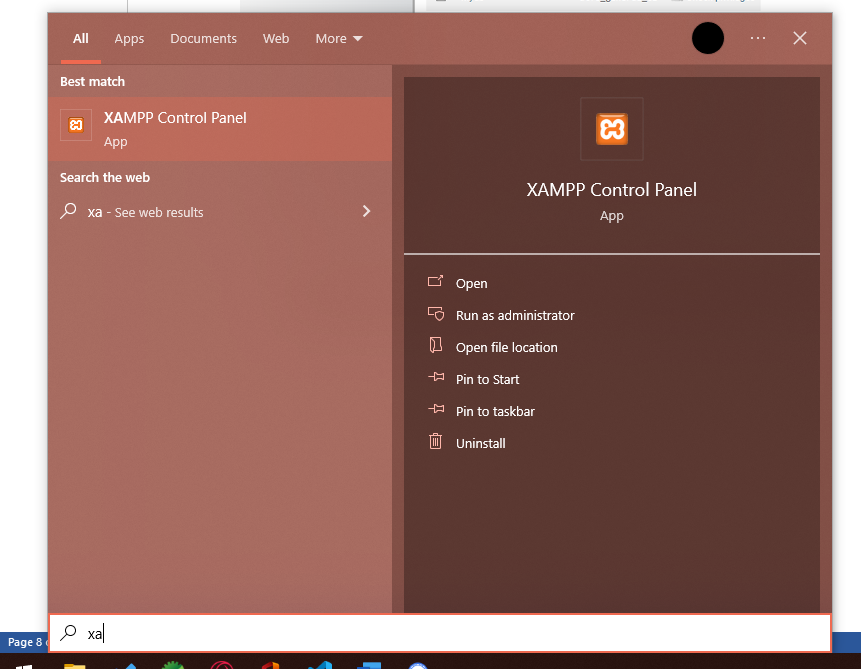 All Apps Documents Web More
Best match
XAMPP Control Panel
App
Search the web
xa - See web results
XAMPP Control Panel
App
Open
Run as administrator
Open file location
Pin to Start
Pin to taskbar
Uninstall
xa
Page 8